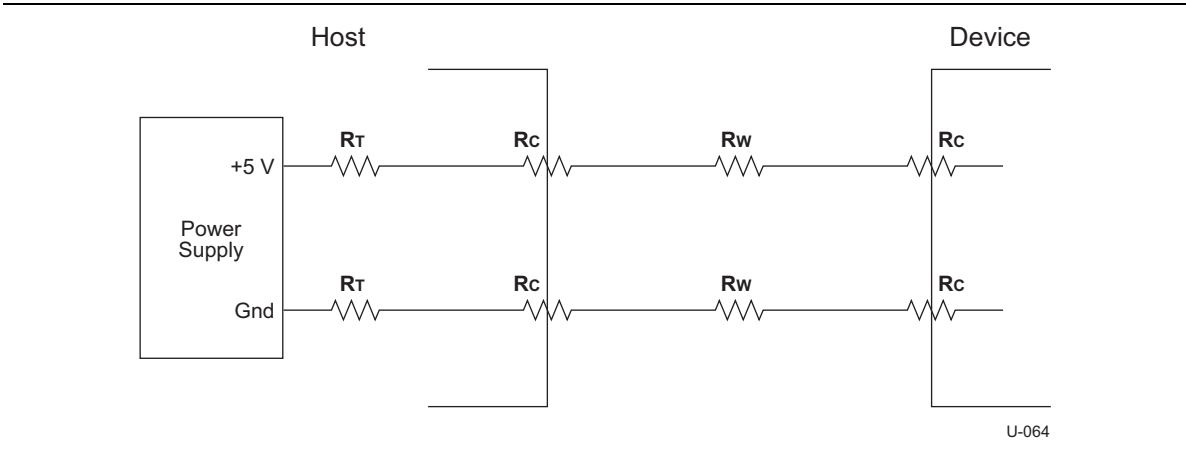 Host
Device
RT
RC
RW
RC
+5 V
Power
Supply
RT
RC
RW
RC
Gnd
U-064